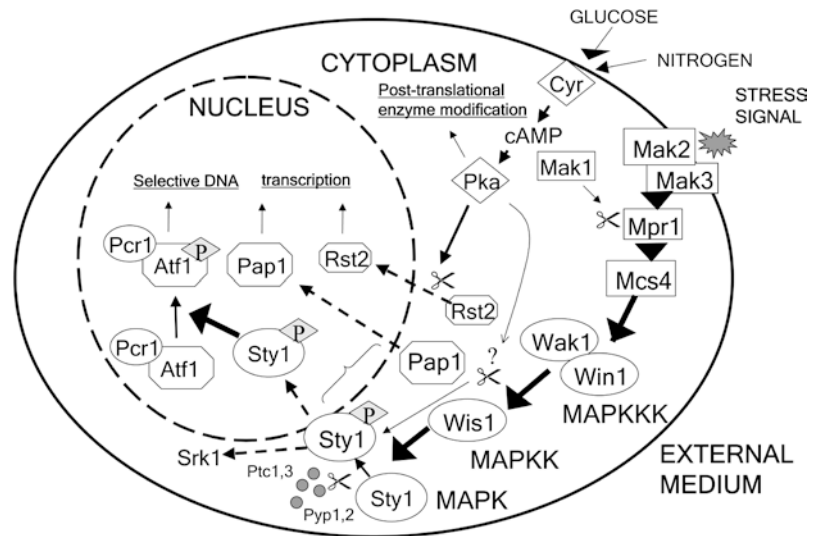 GLUCOSE
NITROGEN
CYTOPLASM
NUCLEUS
Post-translational
enzyme modification
Cyr
cAMP
STRESS
SIGNAL
Mak1
Mak2
Mak3
Selective DNA
transcription
Pka
Mpr1
Pcr1
P
Atf1
Pap1
Rst2
Mcs4
Rst2
P
Sty1
Pcr1
Atf1
Pap1
?
Wak1
Win1
MAPKKK
P
Sty1
Wis1
MAPKK
Srk1
Ptc1,3
Pyp1,2
Sty1
MAPK
EXTERNAL
MEDIUM